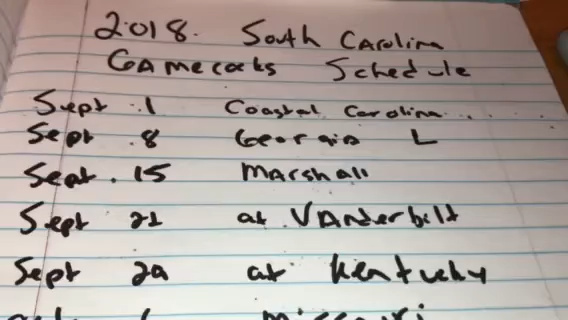 2018. South Carolina
Gamecocks Schedule
Sept .1 Coastal Carolina...
Sept .8 Georgia L
Sept. 15 Marshall
Sept 21 at Vanderbilt
Sept 29 at Kentucky